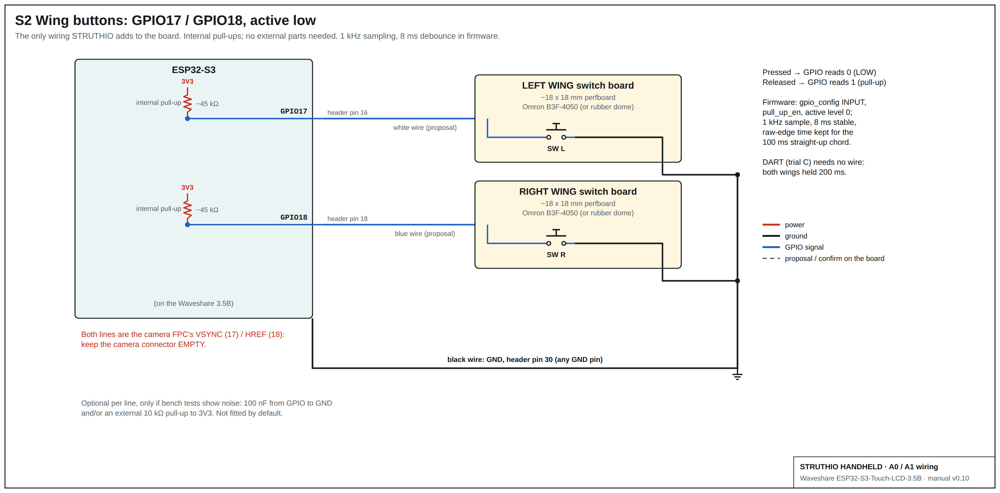 S2 Wing buttons: GPIO17 / GPIO18, active low
The only wiring STRUTHIO adds to the board. Internal pull-ups; no external parts needed. 1 kHz sampling, 8 ms debounce in firmware.
ESP32-S3
3V3
internal pull-up
~45 kΩ
GPIO17
header pin 16
white wire (proposal)
3V3
internal pull-up
~45 kΩ
GPIO18
header pin 18
blue wire (proposal)
(on the Waveshare 3.5B)
LEFT WING switch board
~18 x 18 mm perfboard
Omron B3F-4050 (or rubber dome)
SW L
RIGHT WING switch board
~18 x 18 mm perfboard
Omron B3F-4050 (or rubber dome)
SW R
Pressed → GPIO reads 0 (LOW)
Released → GPIO reads 1 (pull-up)
Firmware: gpio_config INPUT,
pull_up_en, active level 0;
1 kHz sample, 8 ms stable,
raw-edge time kept for the
100 ms straight-up chord.
DART (trial C) needs no wire:
both wings held 200 ms.
power
ground
GPIO signal
proposal / confirm on the board
Both lines are the camera FPC's VSYNC (17) / HREF (18):
keep the camera connector EMPTY.
black wire: GND, header pin 30 (any GND pin)
Optional per line, only if bench tests show noise: 100 nF from GPIO to GND
and/or an external 10 kΩ pull-up to 3V3. Not fitted by default.
STRUTHIO HANDHELD · A0 / A1 wiring
Waveshare ESP32-S3-Touch-LCD-3.5B · manual v0.10